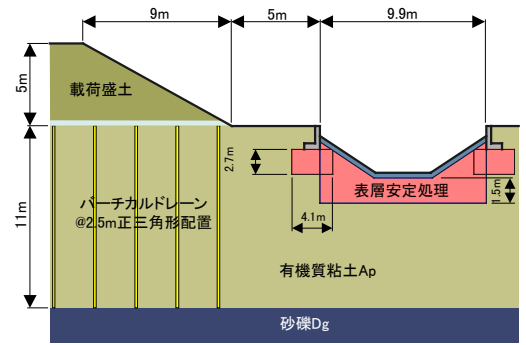 9m
5m
9.9m
5m
載荷盛土
11m
バーチカルドレーン
@2.5m正三角形配置
2.7m
4.1m
表層安定処理
1.5m
有機質粘土Ap
砂礫Dg